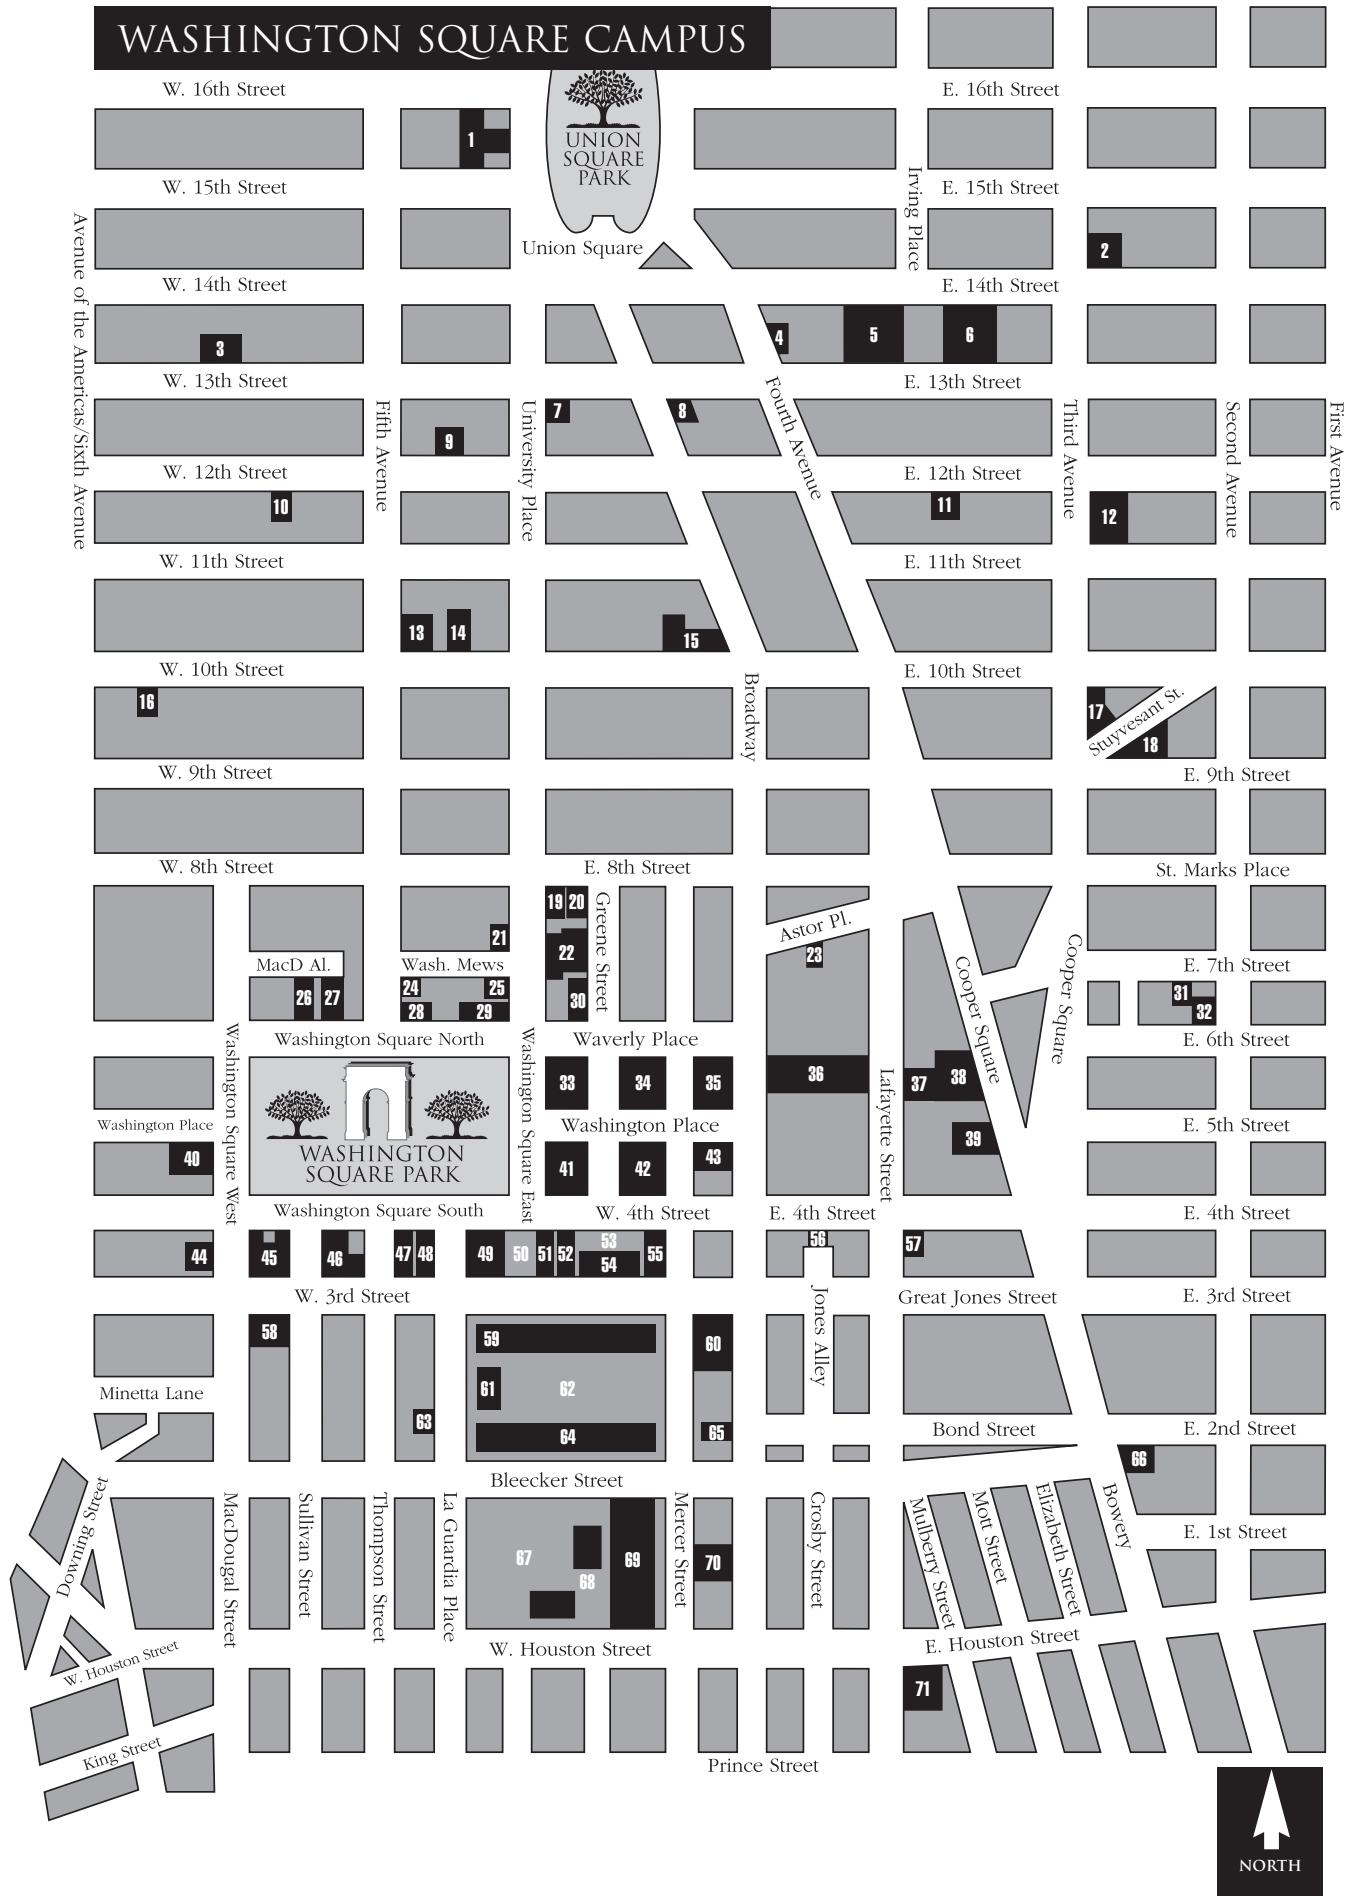 WASHINGTON SQUARE CAMPUS
W. 16th Street
E. 16th Street
1
UNION
SQUARE
PARK
W. 15th Street
E. 15th Street
Irving Place
Avenue of the Americas/Sixth Avenue
Union Square
2
W. 14th Street
E. 14th Street
3
4
5
6
W. 13th Street
E. 13th Street
Fifth Avenue
University Place
Fourth Avenue
Third Avenue
Second Avenue
First Avenue
7
8
9
W. 12th Street
E. 12th Street
10
11
12
W. 11th Street
E. 11th Street
13
14
15
W. 10th Street
E. 10th Street
Broadway
16
17
Stuyvesant St.
18
W. 9th Street
E. 9th Street
W. 8th Street
E. 8th Street
St. Marks Place
19
20
Greene Street
21
22
Astor Pl.
23
Cooper Square
Cooper Square
MacD Al.
Wash. Mews
E. 7th Street
24
25
26
27
28
29
30
31
32
Washington Square North
Waverly Place
E. 6th Street
Washington Square West
Washington Square East
33
34
35
36
37
38
Lafayette Street
Washington Place
Washington Place
E. 5th Street
WASHINGTON
SQUARE PARK
39
40
41
42
43
Washington Square South
W. 4th Street
E. 4th Street
E. 4th Street
44
45
46
47
48
49
50
51
52
53
54
55
56
57
W. 3rd Street
Great Jones Street
E. 3rd Street
Jones Alley
58
59
60
61
62
Minetta Lane
63
64
65
Bond Street
E. 2nd Street
66
Bleecker Street
Downing Street
MacDougal Street
Sullivan Street
Thompson Street
La Guardia Place
Mercer Street
Crosby Street
Mulberry Street
Mott Street
Elizabeth Street
Bowery
E. 1st Street
67
68
69
70
W. Houston Street
W. Houston Street
E. Houston Street
71
King Street
Prince Street
NORTH